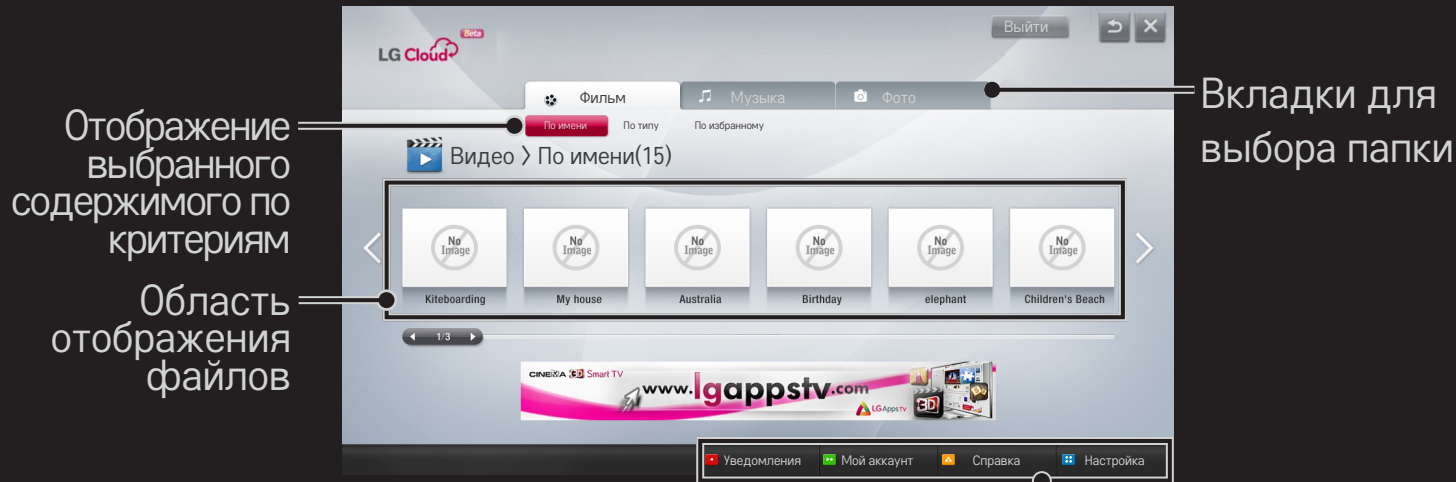 Выйти
Beta
LG Cloud
Фильм
Музыка
Фото
Вкладки для
выбора папки
Отображение
выбранного
содержимого по
критериям
По имени
По типу
По избранному
Видео 〉 По имени(15)
No Image
No Image
No Image
No Image
No Image
No Image
Kiteboarding
My house
Australia
Birthday
elephant
Children's Beach
Область
отображения
файлов
1/3
CINEMA 3D Smart TV
www.lgappstv.com
LG Apps TV
3D
Уведомления
Мой аккаунт
Справка
Настройка